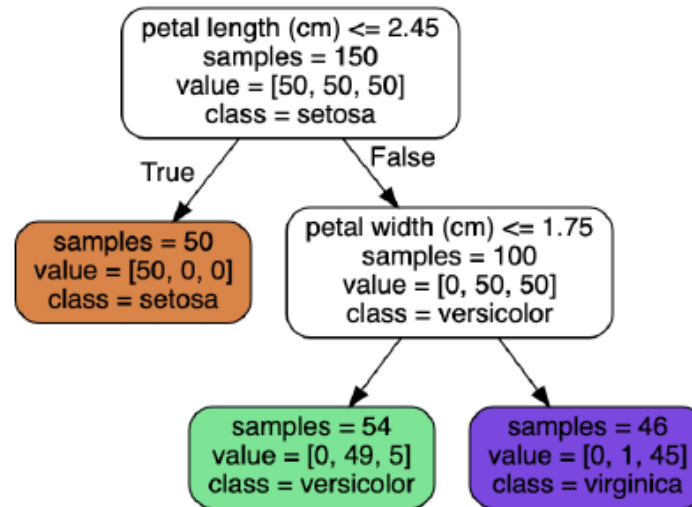 petal length (cm) <= 2.45
samples = 150
value = [50, 50, 50]
class = setosa
True
False
samples = 50
value = [50, 0, 0]
class = setosa
petal width (cm) <= 1.75
samples = 100
value = [0, 50, 50]
class = versicolor
samples = 54
value = [0, 49, 5]
class = versicolor
samples = 46
value = [0, 1, 45]
class = virginica